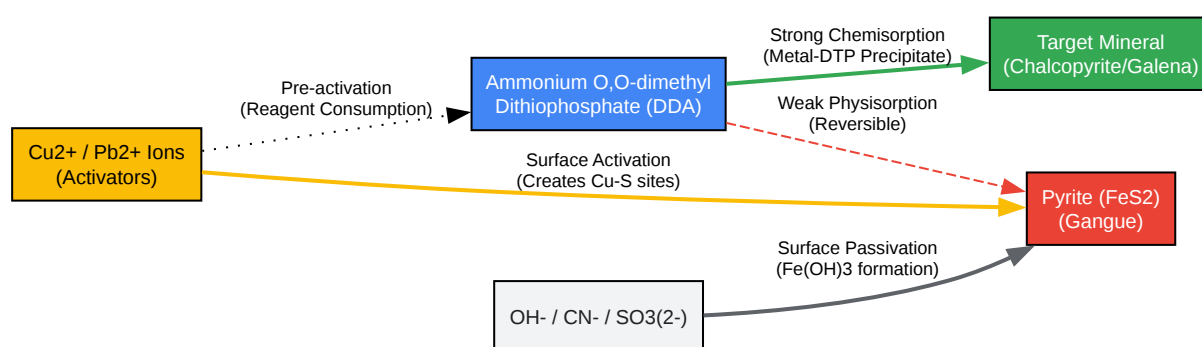 Strong Chemisorption
(Metal-DTP Precipitate)
Target Mineral
(Chalcopyrite/Galena)
Pre-activation
(Reagent Consumption)
Ammonium O,O-dimethyl
Dithiophosphate (DDA)
Weak Physisorption
(Reversible)
Cu2+ / Pb2+ Ions
(Activators)
Surface Activation
(Creates Cu-S sites)
Pyrite (FeS2)
(Gangue)
Surface Passivation
(Fe(OH)3 formation)
OH- / CN- / SO3(2-)